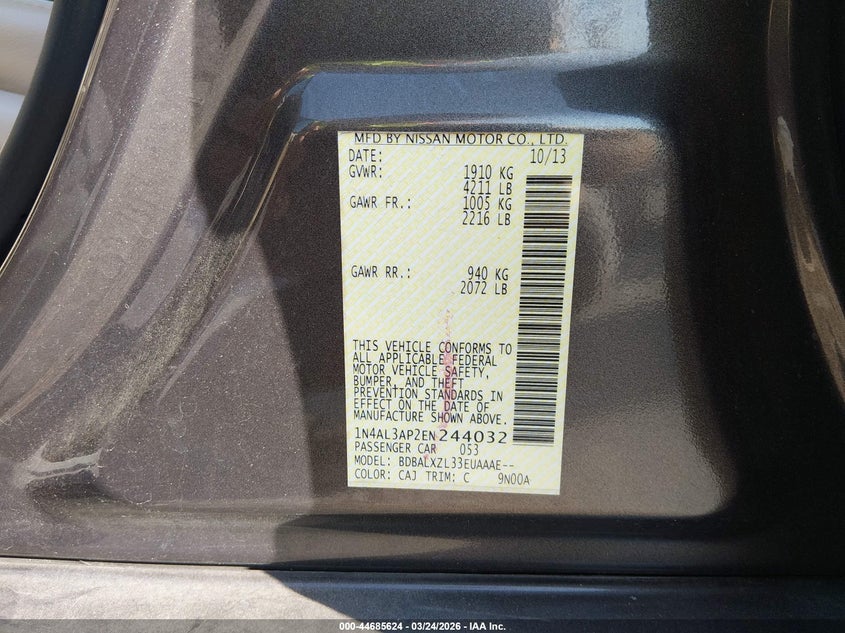 MFD BY NISSAN MOTOR CO., LTD.
DATE: 10/13
GVWR: 1910 KG
4211 LB
GAWR FR.: 1005 KG
2216 LB
GAWR RR.: 940 KG
2072 LB
THIS VEHICLE CONFORMS TO
ALL APPLICABLE FEDERAL
MOTOR VEHICLE SAFETY,
BUMPER, AND THEFT
PREVENTION STANDARDS IN
EFFECT ON THE DATE OF
MANUFACTURE SHOWN ABOVE.
1N4AL3AP2EN244032
PASSENGER CAR 053
MODEL: BDBALXZL33EUAAAE--
COLOR: CAJ TRIM: C 9N00A
000-44685624 - 03/24/2026 - IAA Inc.